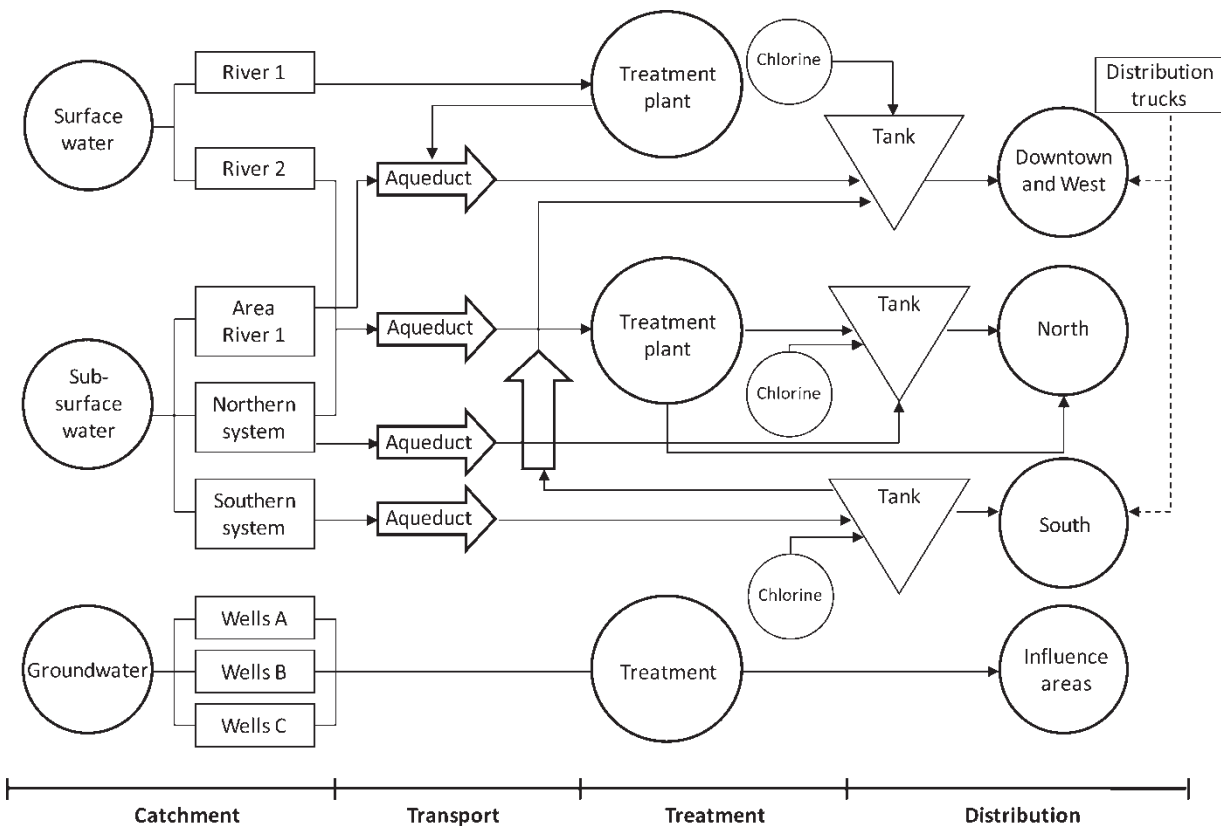 Surface
water
River 1
River 2
Treatment
plant
Chlorine
Tank
Distribution
trucks
Aqueduct
Downtown
and West
Sub-
surface
water
Area
River 1
Northern
system
Southern
system
Aqueduct
Aqueduct
Aqueduct
Treatment
plant
Chlorine
Tank
North
Tank
Chlorine
South
Groundwater
Wells A
Wells B
Wells C
Treatment
Influence
areas
Catchment
Transport
Treatment
Distribution